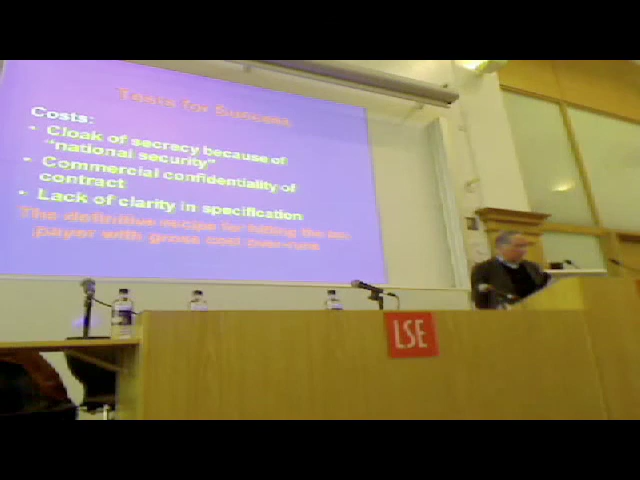 Tests for Success
Costs:
• Cloak of secrecy because of
"national security"
• Commercial confidentiality of
contract
• Lack of clarity in specification
The definitive recipe for hitting the tax-
payer with gross cost over-runs
LSE